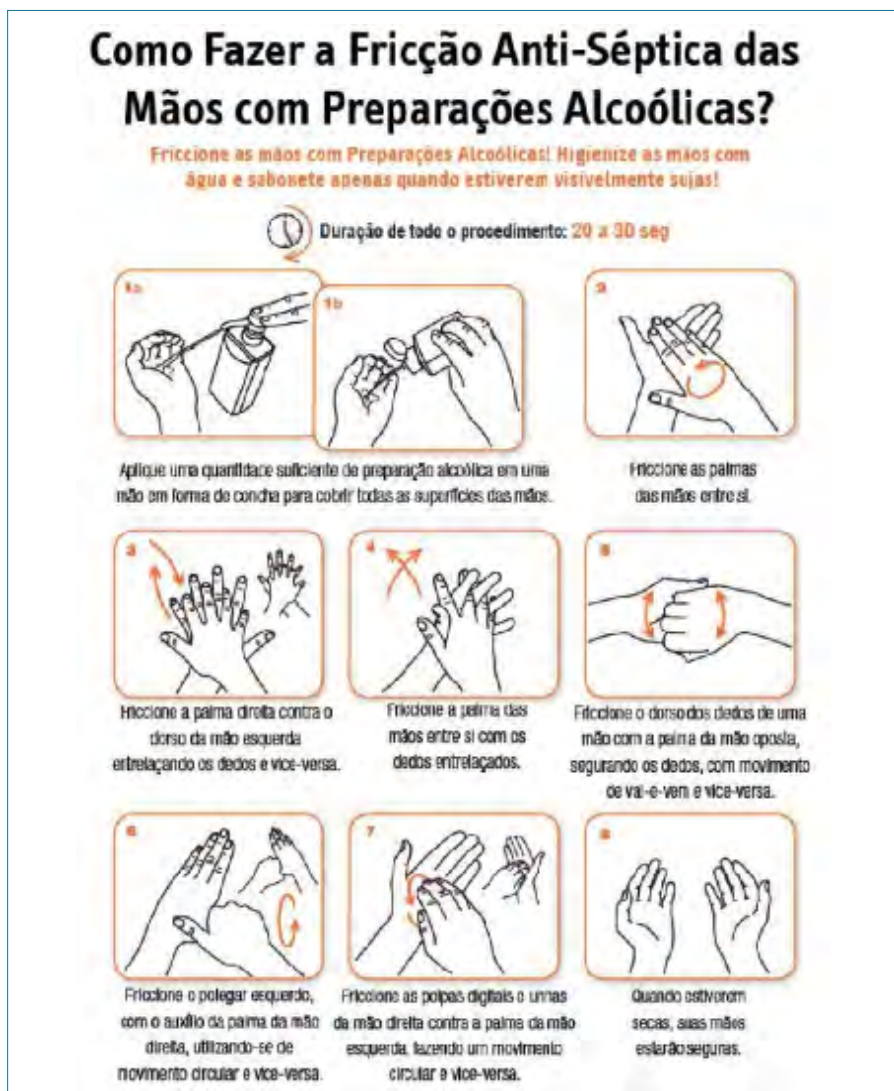 Como Fazer a Fricção Anti-Séptica das
Mãos com Preparações Alcoólicas?
Friccione as mãos com Preparações Alcoólicas! Higienize as mãos com
água e sabonete apenas quando estiverem visivelmente sujas!
Duração de todo o procedimento: 20 a 30 seg
1a
1b
2
Aplique uma quantidade suficiente de preparação alcoólica em uma
mão em forma de concha para cobrir todas as superfícies das mãos.
Friccione as palmas
das mãos entre si.
3
4
5
Friccione a palma direita contra o
dorso da mão esquerda
entrelaçando os dedos e vice-versa.
Friccione a palma das
mãos entre si com os
dedos entrelaçados.
Friccione o dorso dos dedos de uma
mão com a palma da mão oposta,
segurando os dedos, com movimento
de vai-e-vem e vice-versa.
6
7
8
Friccione o polegar esquerdo,
com o auxílio da palma da mão
direita, utilizando-se de
movimento circular e vice-versa.
Friccione as polpas digitais e unhas
da mão direita contra a palma da mão
esquerda, fazendo um movimento
circular e vice-versa.
Quando estiverem
secas, suas mãos
estarão seguras.